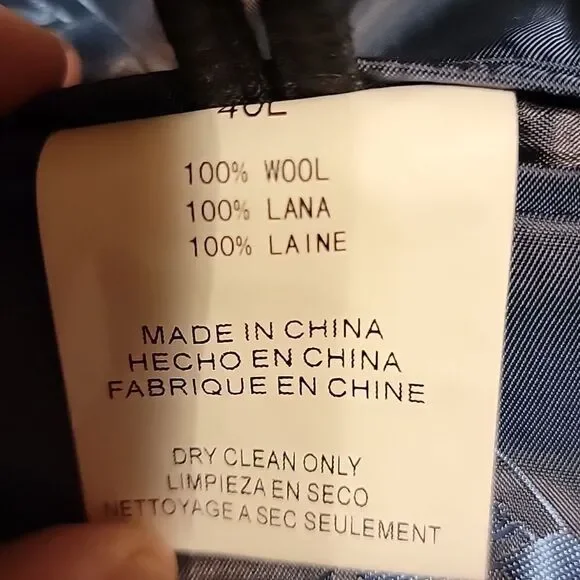 40L
100% WOOL
100% LANA
100% LAINE
MADE IN CHINA
HECHO EN CHINA
FABRIQUE EN CHINE
DRY CLEAN ONLY
LIMPIEZA EN SECO
NETTOYAGE A SEC SEULEMENT